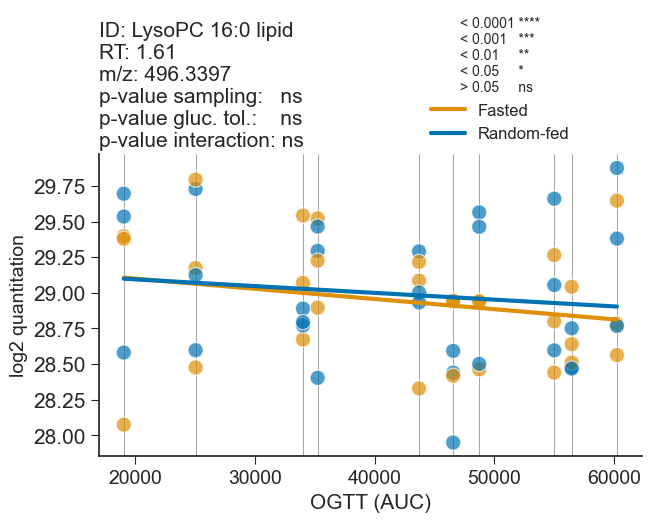 ID: LysoPC 16:0 lipid
RT: 1.61
m/z: 496.3397
p-value sampling: ns
p-value gluc. tol.: ns
p-value interaction: ns
< 0.0001 ****
< 0.001 ***
< 0.01 **
< 0.05 *
> 0.05 ns
Fasted
Random-fed
log2 quantitation
29.75
29.50
29.25
29.00
28.75
28.50
28.25
28.00
20000 30000 40000 50000 60000
OGTT (AUC)